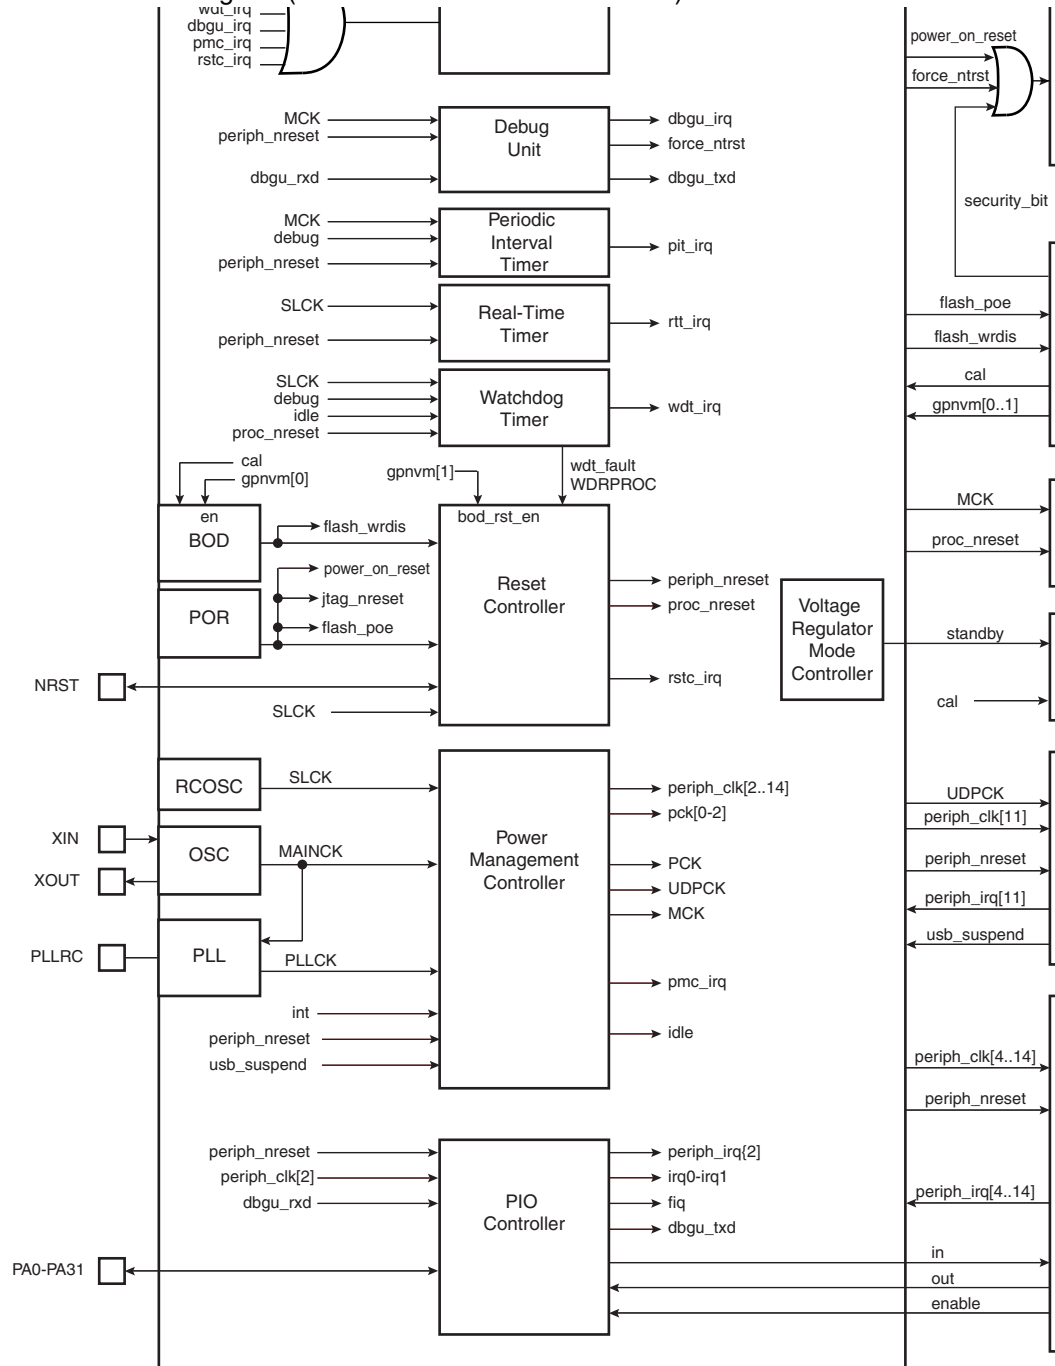 wdt_irq
dbgu_irq
pmc_irq
rstc_irq
power_on_reset
force_ntrst
security_bit
MCK
periph_nreset
dbgu_rxd
Debug
Unit
dbgu_irq
force_ntrst
dbgu_txd
MCK
debug
periph_nreset
Periodic
Interval
Timer
pit_irq
SLCK
periph_nreset
Real-Time
Timer
rtt_irq
flash_poe
flash_wrdis
cal
gpnvm[0..1]
SLCK
debug
idle
proc_nreset
Watchdog
Timer
wdt_irq
cal
gpnvm[0]
gpnvm[1]
wdt_fault
WDRPROC
en
BOD
flash_wrdis
bod_rst_en
power_on_reset
jtag_nreset
flash_poe
POR
Reset
Controller
periph_nreset
proc_nreset
rstc_irq
NRST
SLCK
Voltage
Regulator
Mode
Controller
MCK
proc_nreset
standby
cal
RCOSC
SLCK
XIN
XOUT
OSC
MAINCK
PLLRC
PLL
PLLCK
int
periph_nreset
usb_suspend
Power
Management
Controller
periph_clk[2..14]
pck[0-2]
PCK
UDPCK
MCK
pmc_irq
idle
UDPCK
periph_clk[11]
periph_nreset
periph_irq[11]
usb_suspend
periph_clk[4..14]
periph_nreset
periph_irq[4..14]
periph_nreset
periph_clk[2]
dbgu_rxd
PA0-PA31
PIO
Controller
periph_irq{2]
irq0-irq1
fiq
dbgu_txd
in
out
enable